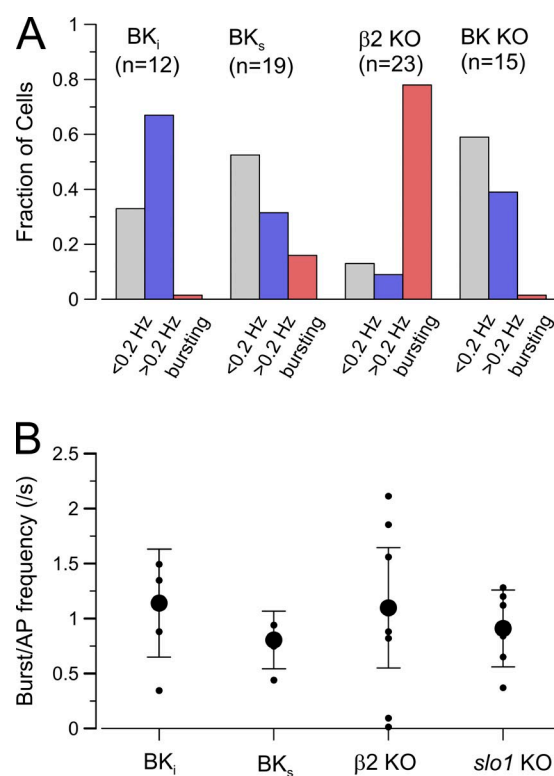 A
BKi
(n=12)
BKs
(n=19)
β2 KO
(n=23)
BK KO
(n=15)
Fraction of Cells
1
0.8
0.6
0.4
0.2
0
<0.2 Hz
>0.2 Hz
bursting
<0.2 Hz
>0.2 Hz
bursting
<0.2 Hz
>0.2 Hz
bursting
<0.2 Hz
>0.2 Hz
bursting
B
Burst/AP frequency (/s)
2.5
2
1.5
1
0.5
0
BKi
BKs
β2 KO
slo1 KO